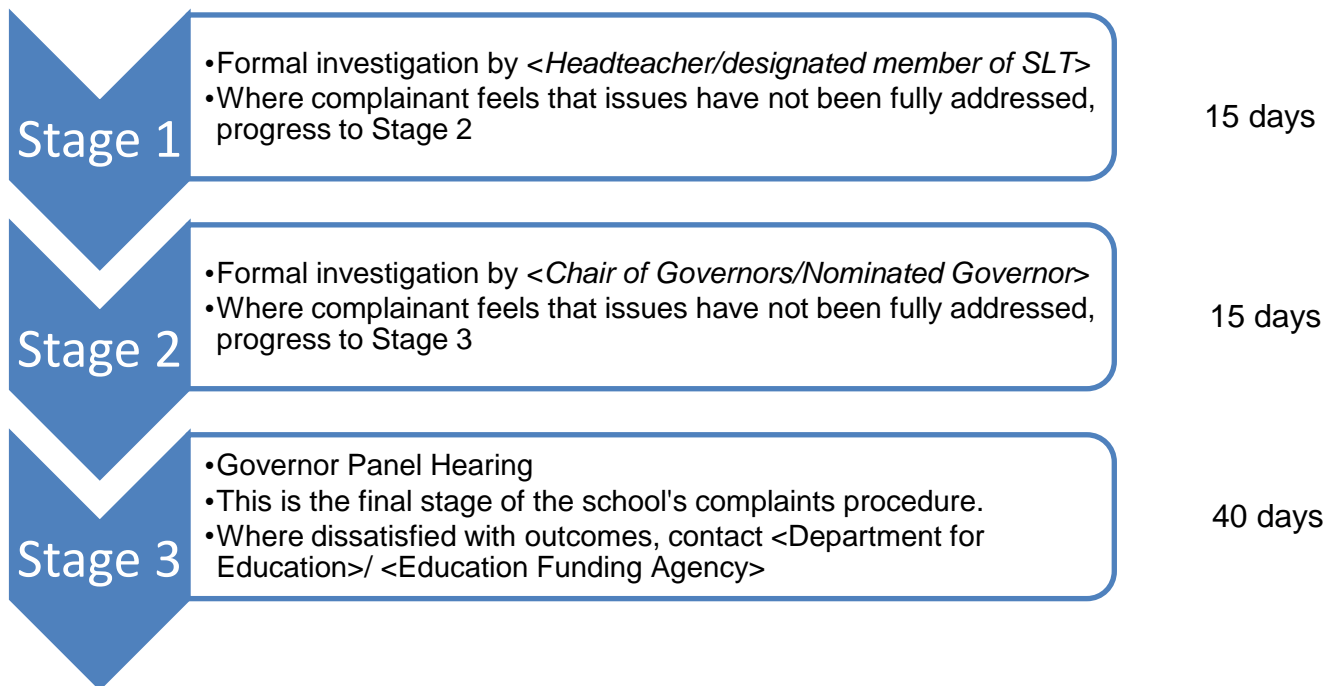 Stage 1
•Formal investigation by <Headteacher/designated member of SLT>
•Where complainant feels that issues have not been fully addressed,
progress to Stage 2
15 days
Stage 2
•Formal investigation by <Chair of Governors/Nominated Governor>
•Where complainant feels that issues have not been fully addressed,
progress to Stage 3
15 days
Stage 3
•Governor Panel Hearing
•This is the final stage of the school's complaints procedure.
•Where dissatisfied with outcomes, contact <Department for
Education>/ <Education Funding Agency>
40 days